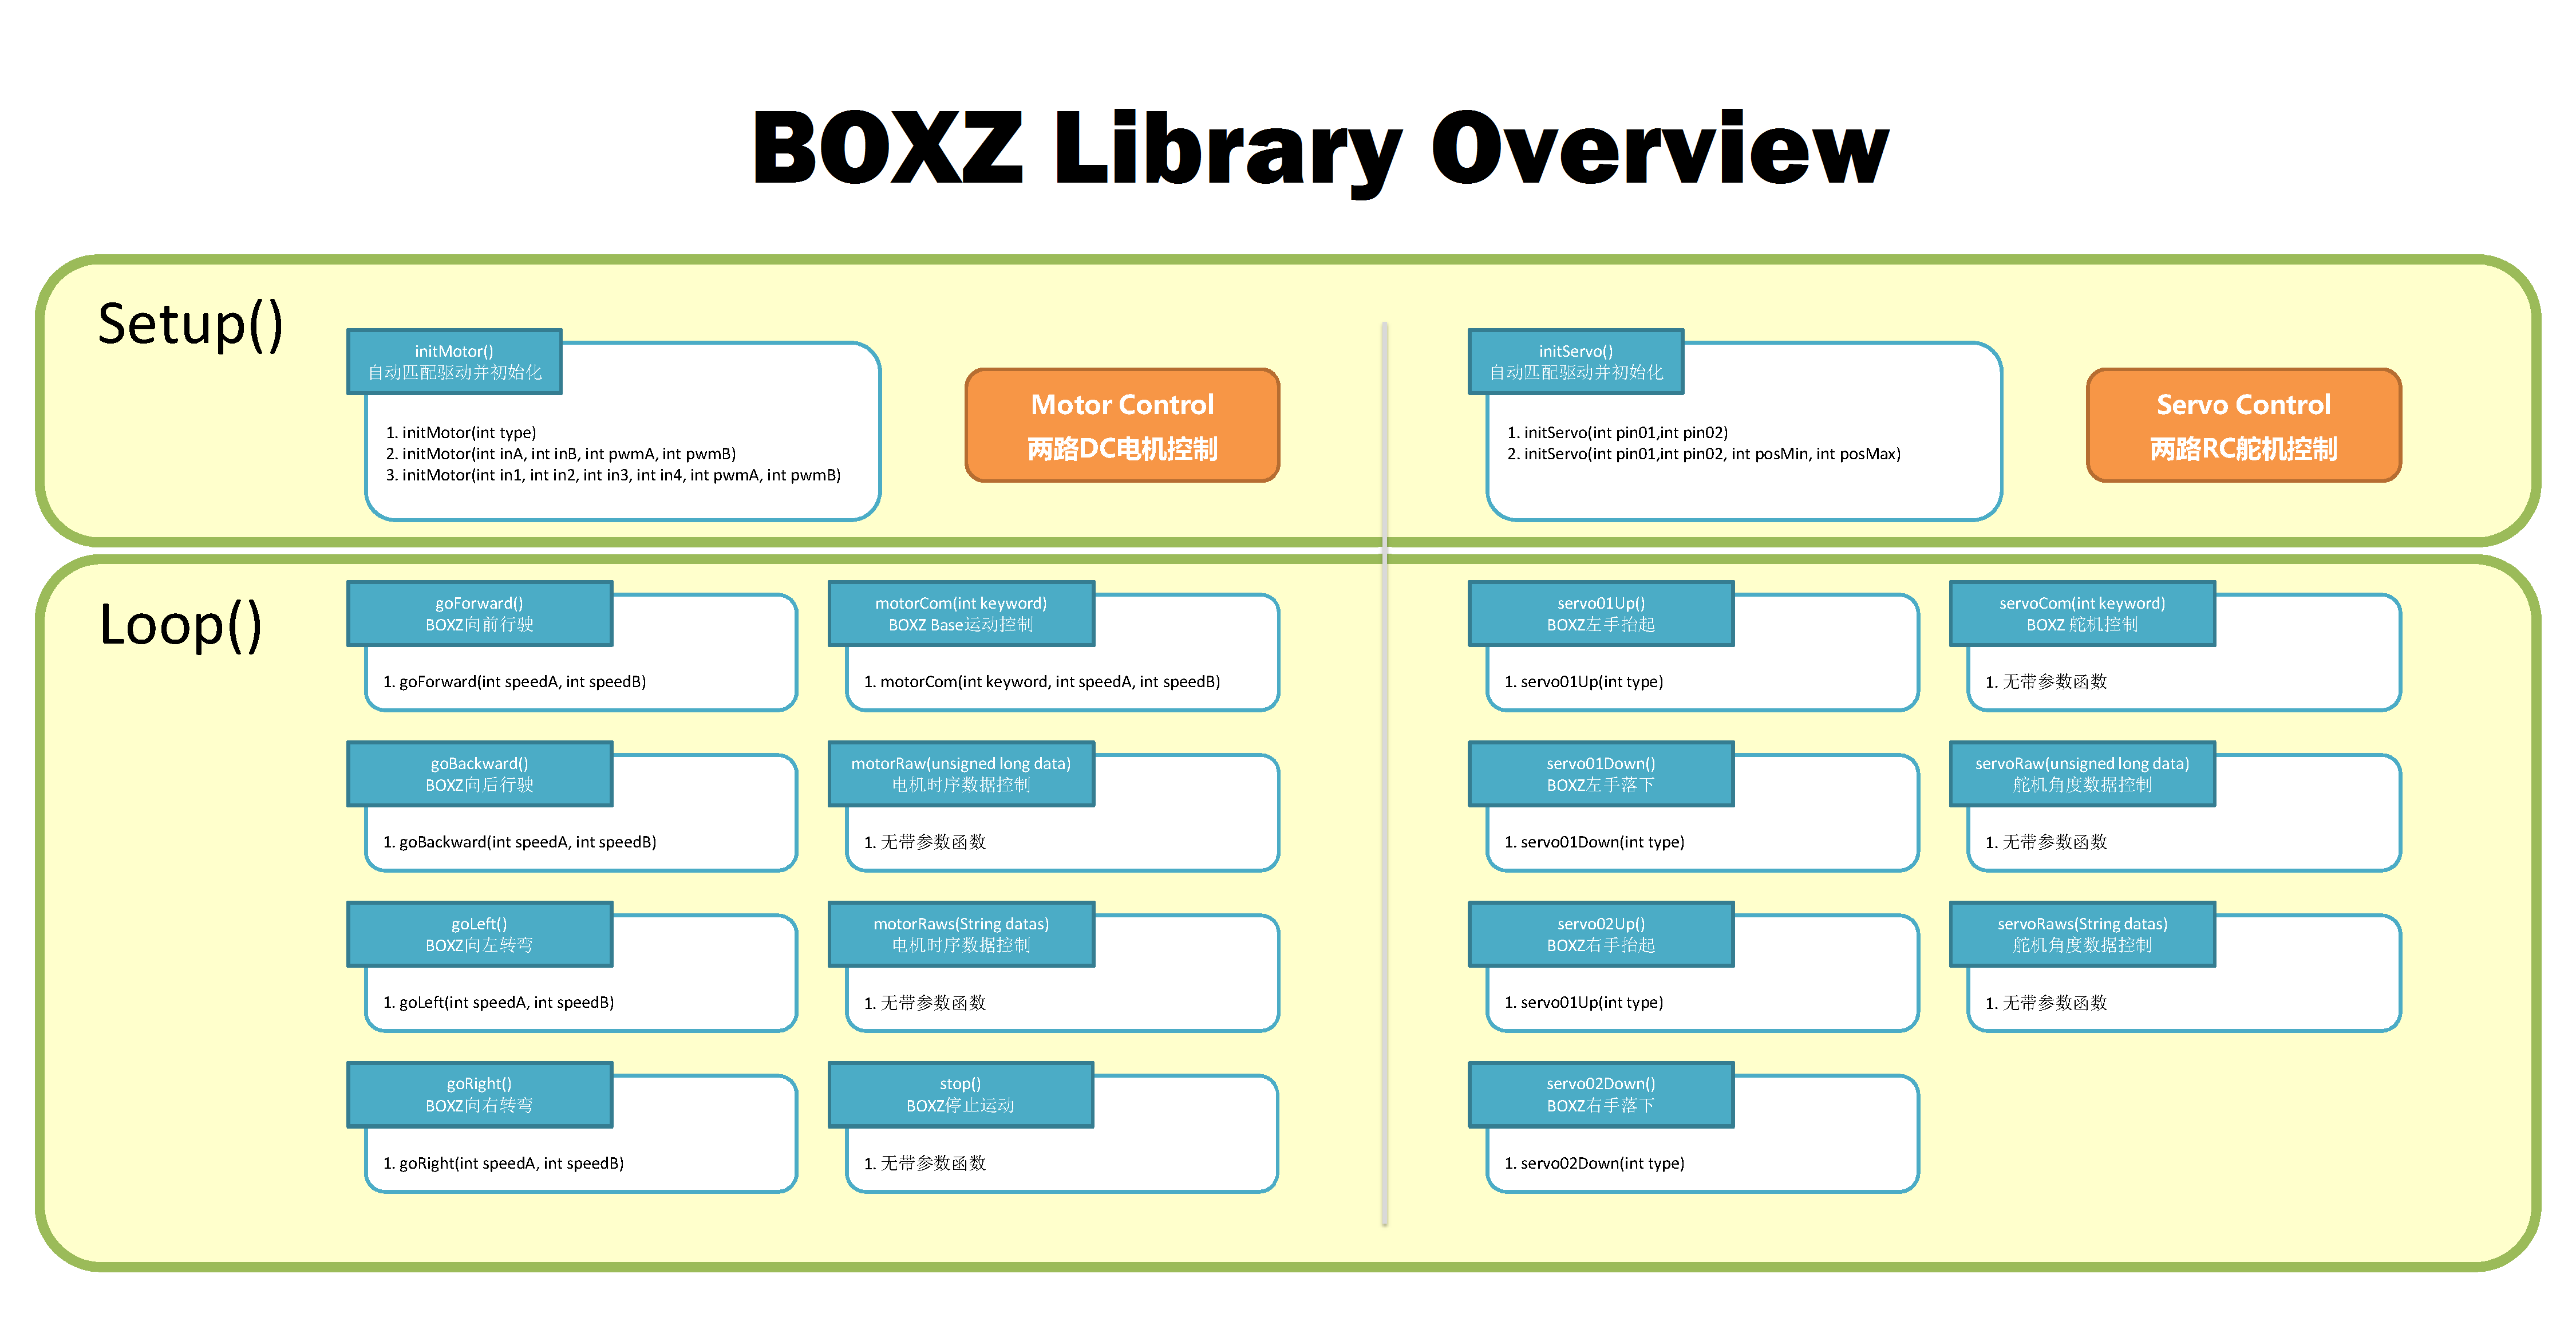 BOXZ Library Overview
Setup()
initMotor()
自动匹配驱动并初始化
1. initMotor(int type)
2. initMotor(int inA, int inB, int pwmA, int pwmB)
3. initMotor(int in1, int in2, int in3, int in4, int pwmA, int pwmB)
Motor Control
两路DC电机控制
initServo()
自动匹配驱动并初始化
1. initServo(int pin01,int pin02)
2. initServo(int pin01,int pin02, int posMin, int posMax)
Servo Control
两路RC舵机控制
Loop()
goForward()
BOXZ向前行驶
1. goForward(int speedA, int speedB)
motorCom(int keyword)
BOXZ Base运动控制
1. motorCom(int keyword, int speedA, int speedB)
servo01Up()
BOXZ左手抬起
1. servo01Up(int type)
servoCom(int keyword)
BOXZ 舵机控制
1. 无带参数函数
goBackward()
BOXZ向后行驶
1. goBackward(int speedA, int speedB)
motorRaw(unsigned long data)
电机时序数据控制
1. 无带参数函数
servo01Down()
BOXZ左手落下
1. servo01Down(int type)
servoRaw(unsigned long data)
舵机角度数据控制
1. 无带参数函数
goLeft()
BOXZ向左转弯
1. goLeft(int speedA, int speedB)
motorRaws(String datas)
电机时序数据控制
1. 无带参数函数
servo02Up()
BOXZ右手抬起
1. servo01Up(int type)
servoRaws(String datas)
舵机角度数据控制
1. 无带参数函数
goRight()
BOXZ向右转弯
1. goRight(int speedA, int speedB)
stop()
BOXZ停止运动
1. 无带参数函数
servo02Down()
BOXZ右手落下
1. servo02Down(int type)